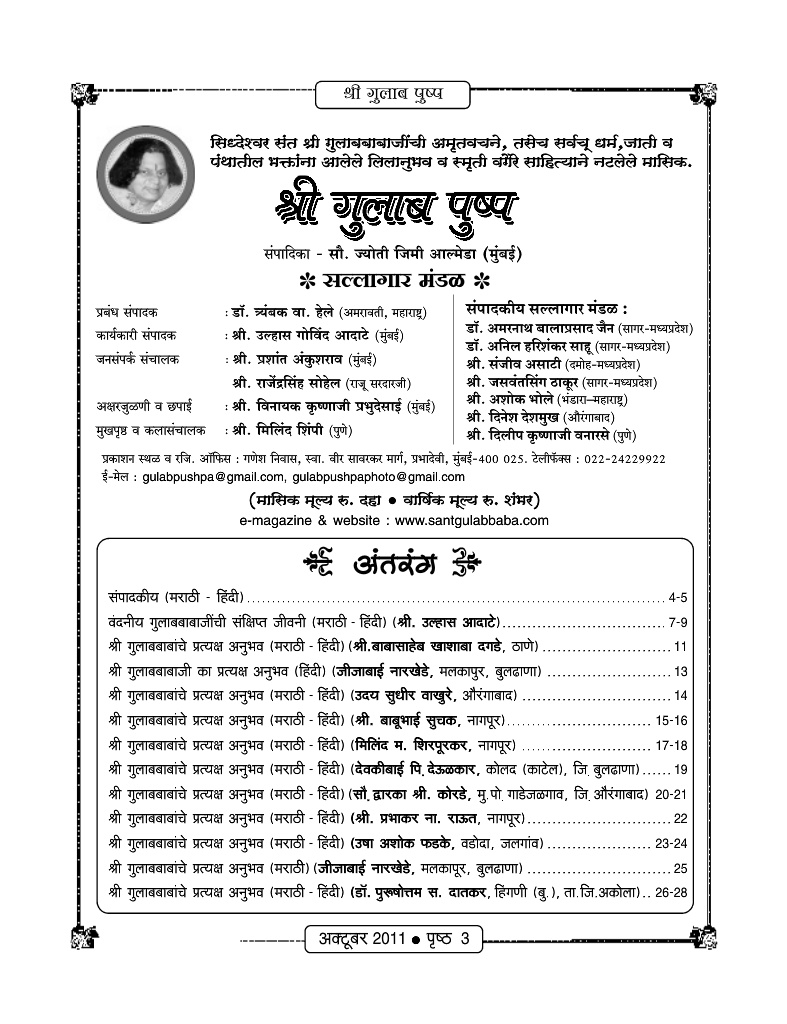 श्री गुलाब पुष्प
सिध्देश्वर संत श्री गुलाबबाबाजींची अमृतवचने, तसेच सर्वच् धर्म,जाती व
पंथातील भक्तांना आलेले लिलानुभव व स्मृती वगैरे साहित्याने नटलेले मासिक.
श्री गुलाब पुष्प
संपादिका - सौ. ज्योती जिमी आल्मेडा (मुंबई)
❇ सल्लागार मंडळ ❇
प्रबंध संपादक : डॉ. त्र्यंबक वा. हेले (अमरावती, महाराष्ट्र)
कार्यकारी संपादक : श्री. उल्हास गोविंद आदाटे (मुंबई)
जनसंपर्क संचालक : श्री. प्रशांत अंकुशराव (मुंबई)
श्री. राजेंद्रसिंह सोहेल (राजू सरदारजी)
अक्षरजुळणी व छपाई : श्री. विनायक कृष्णाजी प्रभुदेसाई (मुंबई)
मुखपृष्ठ व कलासंचालक : श्री. मिलिंद शिंपी (पुणे)
संपादकीय सल्लागार मंडळ :
डॉ. अमरनाथ बालाप्रसाद जैन (सागर-मध्यप्रदेश)
डॉ. अनिल हरिशंकर साहू (सागर-मध्यप्रदेश)
श्री. संजीव असाटी (दमोह-मध्यप्रदेश)
श्री. जसवंतसिंग ठाकूर (सागर-मध्यप्रदेश)
श्री. अशोक भोले (भंडारा–महाराष्ट्र)
श्री. दिनेश देशमुख (औरंगाबाद)
श्री. दिलीप कृष्णाजी वनारसे (पुणे)
प्रकाशन स्थळ व रजि. ऑफिस : गणेश निवास, स्वा. वीर सावरकर मार्ग, प्रभादेवी, मुंबई-400 025. टेलीफॅक्स : 022-24229922
ई-मेल : gulabpushpa@gmail.com, gulabpushpaphoto@gmail.com
(मासिक मूल्य रु. दहा ● वार्षिक मूल्य रु. शंभर)
e-magazine & website : www.santgulabbaba.com
अंतरंग
संपादकीय (मराठी - हिंदी) ........ 4-5
वंदनीय गुलाबबाबाजींची संक्षिप्त जीवनी (मराठी - हिंदी) (श्री. उल्हास आदाटे)........ 7-9
श्री गुलाबबाबांचे प्रत्यक्ष अनुभव (मराठी - हिंदी) (श्री.बाबासाहेब खाशाबा दगडे, ठाणे) ........ 11
श्री गुलाबबाबाजी का प्रत्यक्ष अनुभव (हिंदी) (जीजाबाई नारखेडे, मलकापुर, बुलढाणा) ........ 13
श्री गुलाबबाबांचे प्रत्यक्ष अनुभव (मराठी - हिंदी) (उदय सुधीर वाखुरे, औरंगाबाद) ........ 14
श्री गुलाबबाबांचे प्रत्यक्ष अनुभव (मराठी - हिंदी) (श्री. बाबूभाई सुचक, नागपूर)........ 15-16
श्री गुलाबबाबांचे प्रत्यक्ष अनुभव (मराठी - हिंदी) (मिलिंद म. शिरपूरकर, नागपूर) ........ 17-18
श्री गुलाबबाबांचे प्रत्यक्ष अनुभव (मराठी - हिंदी) (देवकीबाई पि. देऊळकार, कोलद (काटेल), जि. बुलढाणा)...... 19
श्री गुलाबबाबांचे प्रत्यक्ष अनुभव (मराठी - हिंदी) (सौ. द्वारका श्री. कोरडे, मु.पो. गाडेजळगाव, जि.औरंगाबाद) 20-21
श्री गुलाबबाबांचे प्रत्यक्ष अनुभव (मराठी - हिंदी) (श्री. प्रभाकर ना. राऊत, नागपूर)........ 22
श्री गुलाबबाबांचे प्रत्यक्ष अनुभव (मराठी - हिंदी) (उषा अशोक फडके, वडोदा, जलगांव) ........ 23-24
श्री गुलाबबाबांचे प्रत्यक्ष अनुभव (मराठी) (जीजाबाई नारखेडे, मलकापूर, बुलढाणा) ........ 25
श्री गुलाबबाबांचे प्रत्यक्ष अनुभव (मराठी - हिंदी) (डॉ. पुरूषोत्तम स. दातकर, हिंगणी (बु.), ता.जि.अकोला).. 26-28
अक्टूबर 2011 ● पृष्ठ 3